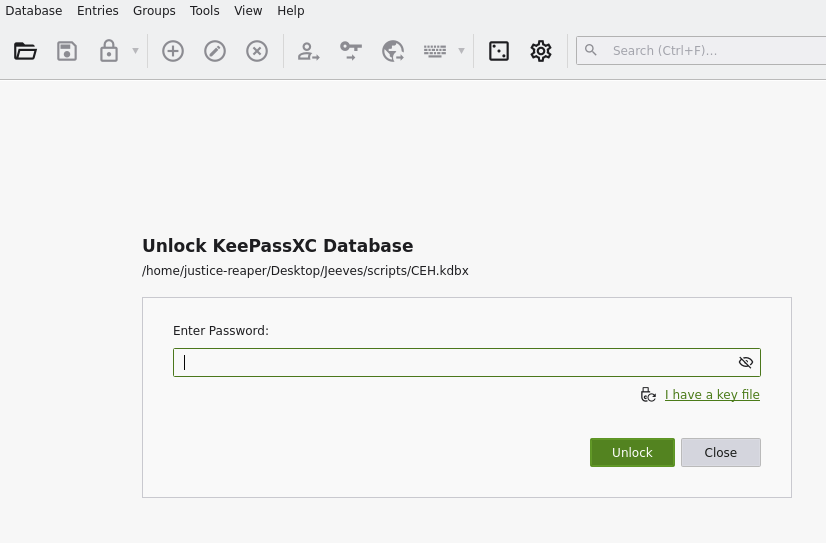 Database Entries Groups Tools View Help
Search (Ctrl+F)...
Unlock KeePassXC Database
/home/justice-reaper/Desktop/Jeeves/scripts/CEH.kdbx
Enter Password:
I have a key file
Unlock Close